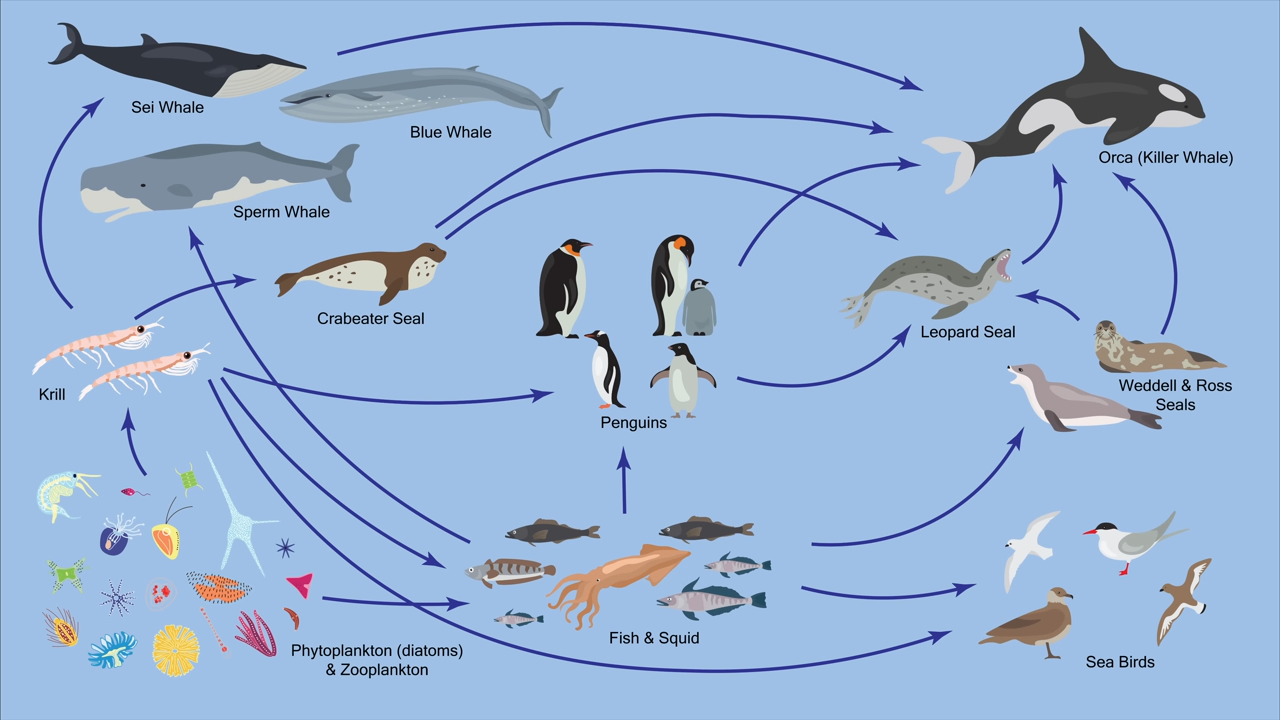 Sei Whale
Blue Whale
Orca (Killer Whale)
Sperm Whale
Crabeater Seal
Leopard Seal
Weddell & Ross
Seals
Krill
Penguins
Fish & Squid
Phytoplankton (diatoms)
& Zooplankton
Sea Birds